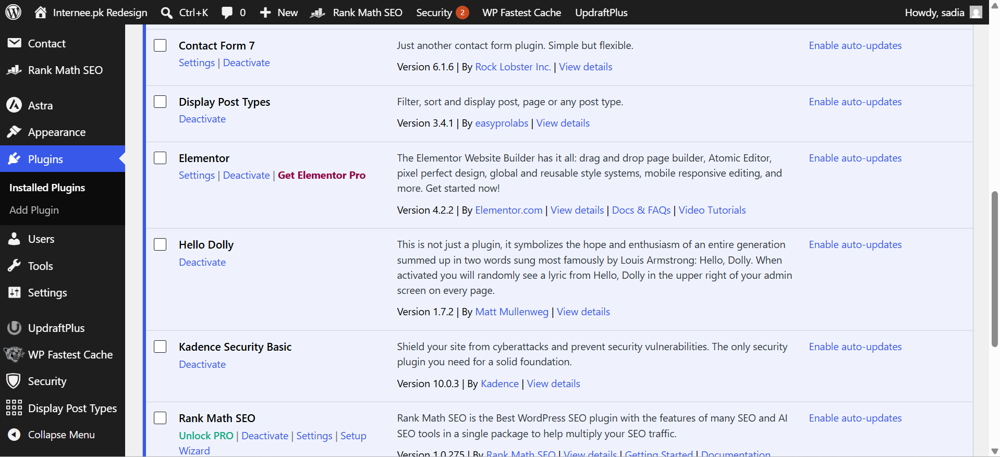 Internee.pk Redesign
Ctrl+K
0
New
Rank Math SEO
Security 2
WP Fastest Cache
UpdraftPlus
Howdy, sadia
Contact
Rank Math SEO
Astra
Appearance
Plugins
Installed Plugins
Add Plugin
Users
Tools
Settings
UpdraftPlus
WP Fastest Cache
Security
Display Post Types
Collapse Menu
Contact Form 7
Settings | Deactivate
Just another contact form plugin. Simple but flexible.
Version 6.1.6 | By Rock Lobster Inc. | View details
Enable auto-updates
Display Post Types
Deactivate
Filter, sort and display post, page or any post type.
Version 3.4.1 | By easyprolabs | View details
Enable auto-updates
Elementor
Settings | Deactivate | Get Elementor Pro
The Elementor Website Builder has it all: drag and drop page builder, Atomic Editor,
pixel perfect design, global and reusable style systems, mobile responsive editing, and
more. Get started now!
Version 4.2.2 | By Elementor.com | View details | Docs & FAQs | Video Tutorials
Enable auto-updates
Hello Dolly
Deactivate
This is not just a plugin, it symbolizes the hope and enthusiasm of an entire generation
summed up in two words sung most famously by Louis Armstrong: Hello, Dolly. When
activated you will randomly see a lyric from Hello, Dolly in the upper right of your admin
screen on every page.
Version 1.7.2 | By Matt Mullenweg | View details
Enable auto-updates
Kadence Security Basic
Deactivate
Shield your site from cyberattacks and prevent security vulnerabilities. The only security
plugin you need for a solid foundation.
Version 10.0.3 | By Kadence | View details
Enable auto-updates
Rank Math SEO
Unlock PRO | Deactivate | Settings | Setup
Wizard
Rank Math SEO is the Best WordPress SEO plugin with the features of many SEO and AI
SEO tools in a single package to help multiply your SEO traffic.
Version 1.0.275 | By Rank Math SEO | View details | Getting Started | Documentation
Enable auto-updates